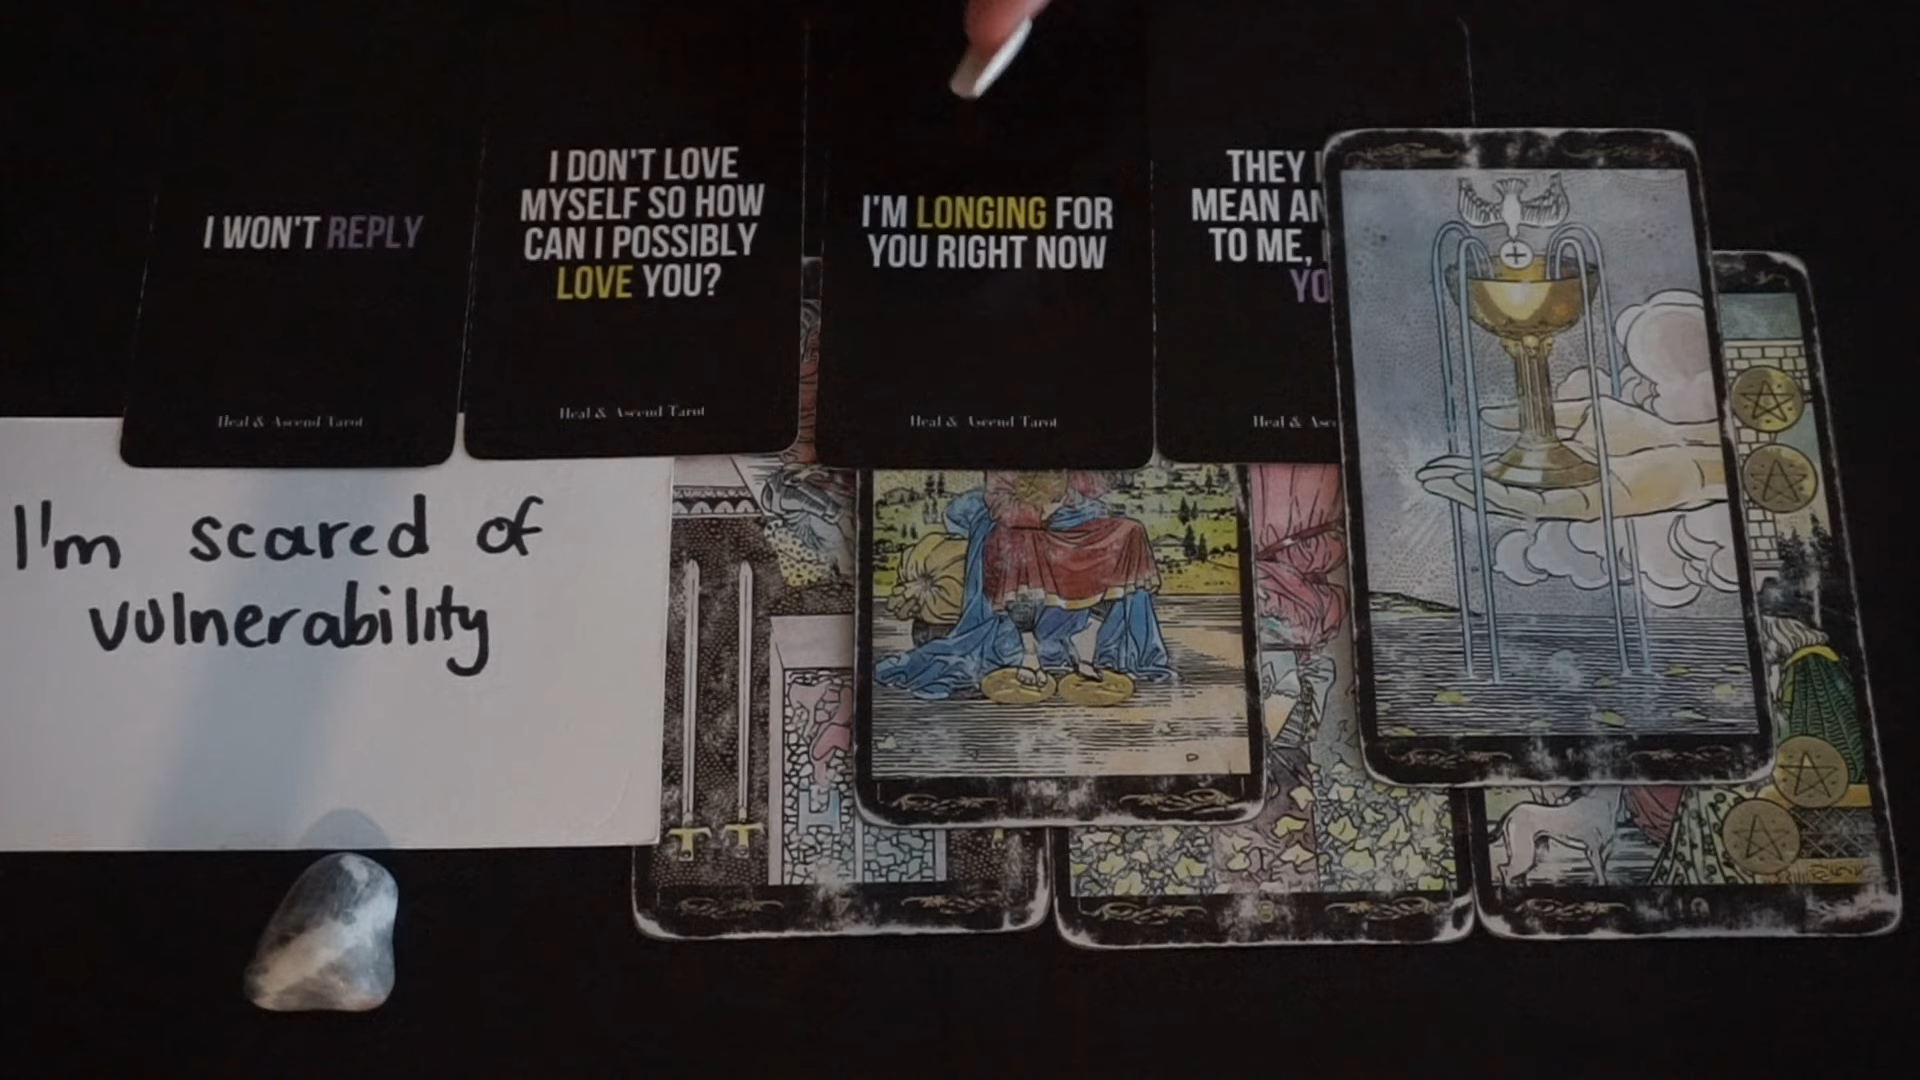 I WON'T REPLY
Heal & Ascend Tarot
I DON'T LOVE
MYSELF SO HOW
CAN I POSSIBLY
LOVE YOU?
Heal & Ascend Tarot
I'M LONGING FOR
YOU RIGHT NOW
Heal & Ascend Tarot
THEY
MEAN
TO ME,
Heal &
I'm scared of
vulnerability